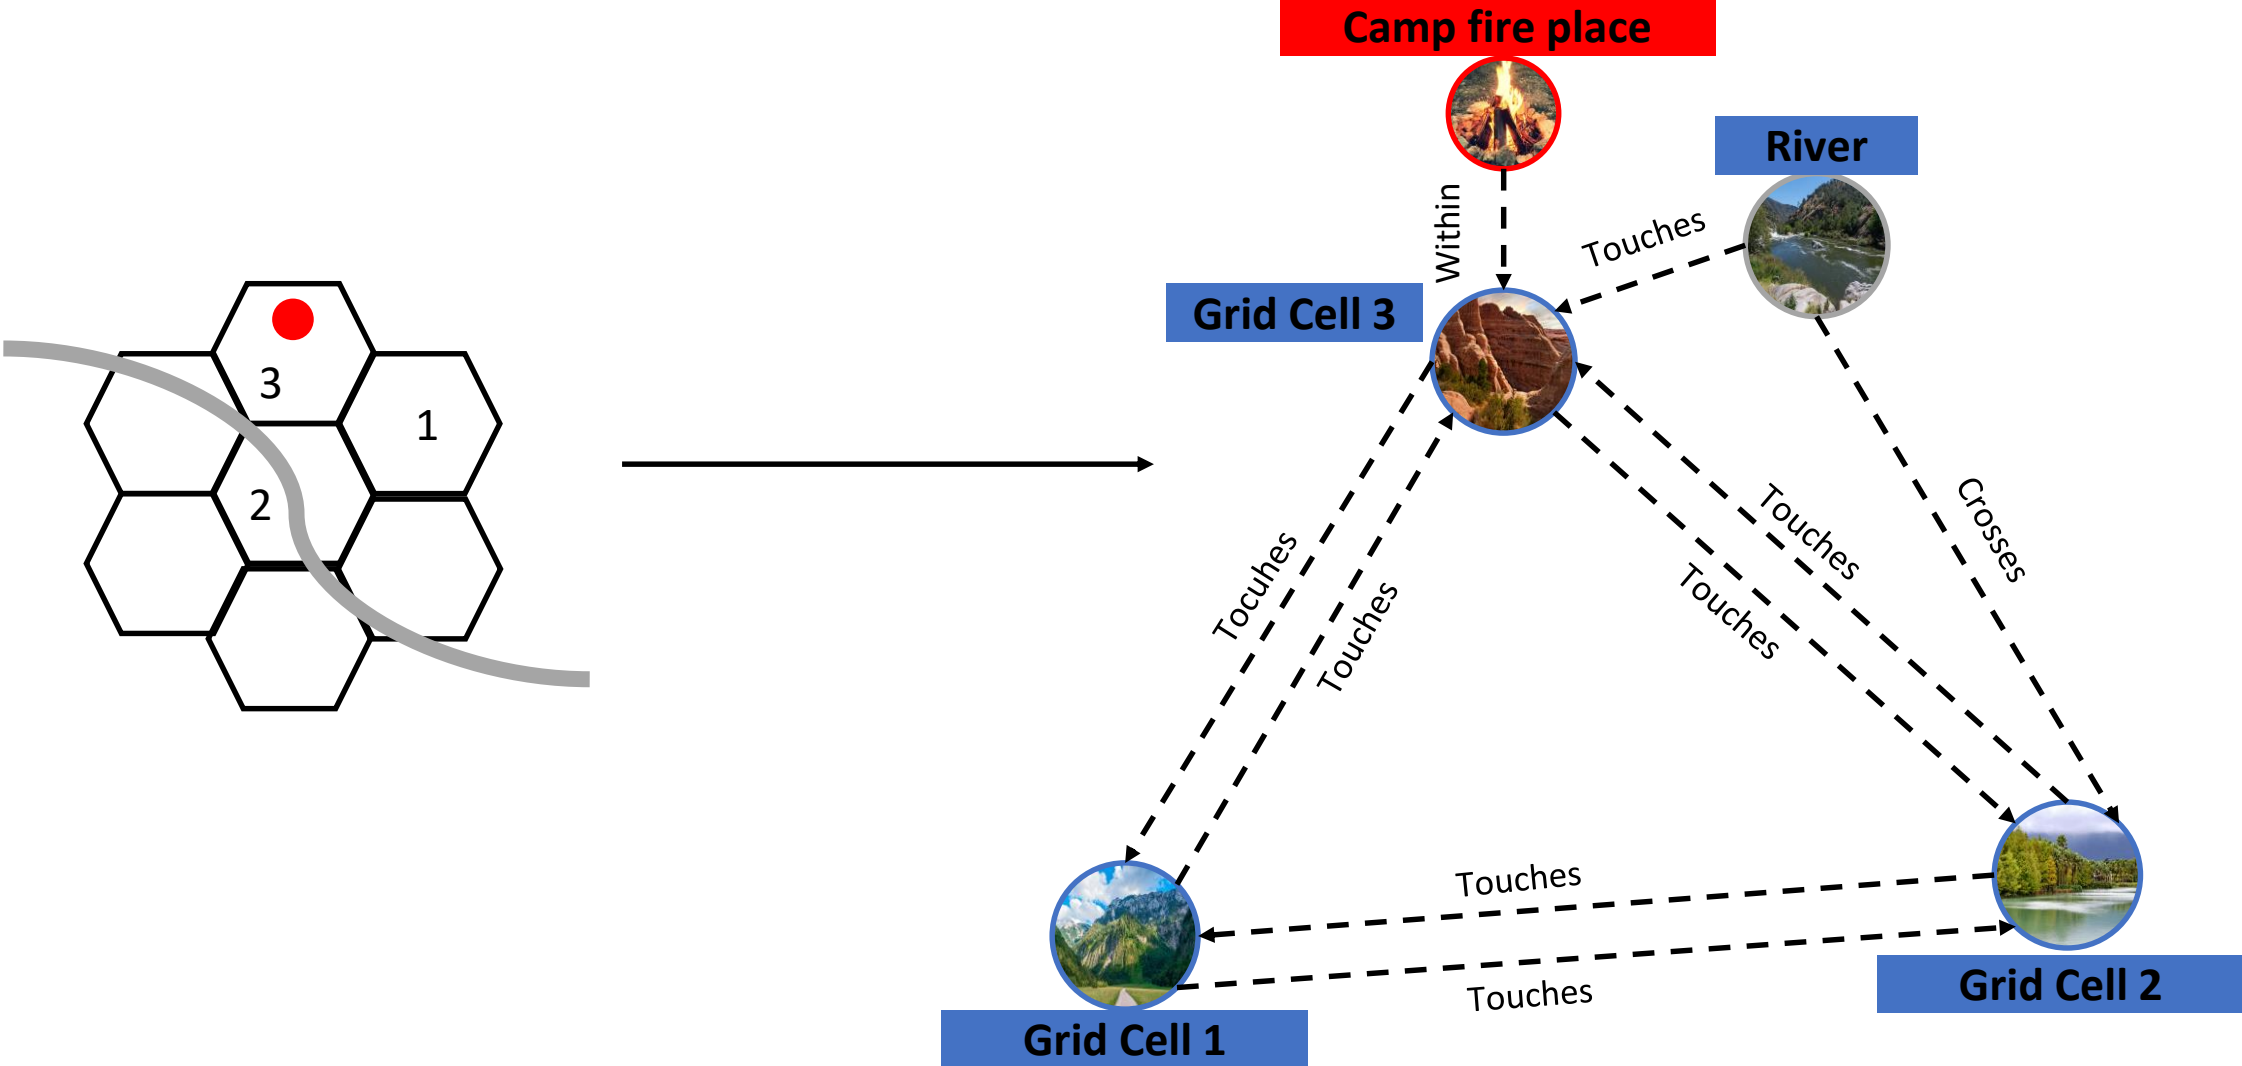 Camp fire place
River
Within
Touches
Grid Cell 3
3
1
2
Crosses
Touches
Touches
Tocuhes
Touches
Touches
Touches
Grid Cell 2
Grid Cell 1